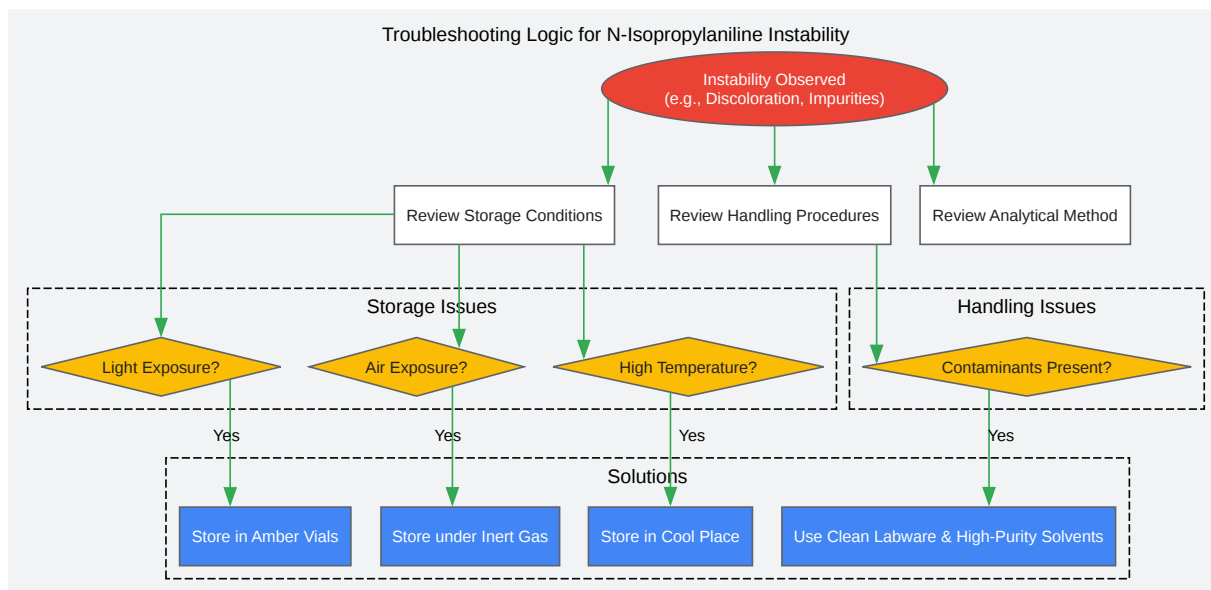 Troubleshooting Logic for N-Isopropylaniline Instability
Instability Observed
(e.g., Discoloration, Impurities)
Review Storage Conditions
Review Handling Procedures
Review Analytical Method
Storage Issues
Handling Issues
Light Exposure?
Air Exposure?
High Temperature?
Contaminants Present?
Yes
Yes
Yes
Yes
Solutions
Store in Amber Vials
Store under Inert Gas
Store in Cool Place
Use Clean Labware & High-Purity Solvents